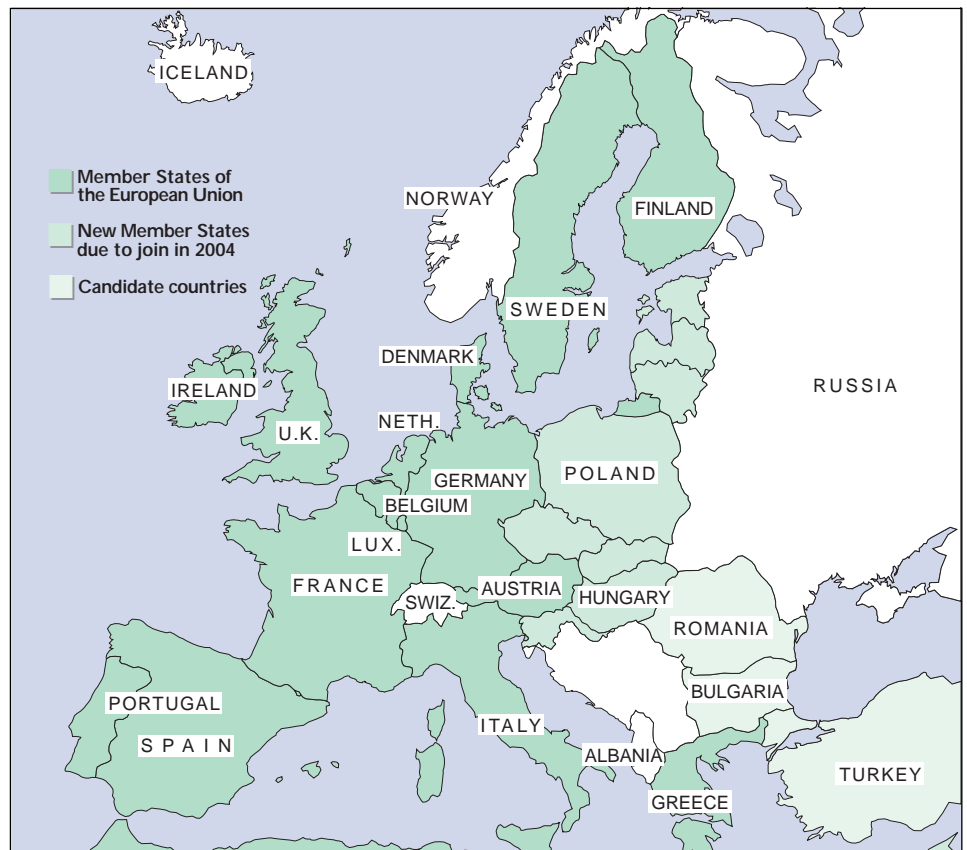 ICELAND
Member States of
the European Union
New Member States
due to join in 2004
Candidate countries
NORWAY
FINLAND
SWEDEN
DENMARK
IRELAND
U.K.
NETH.
RUSSIA
POLAND
GERMANY
BELGIUM
LUX.
FRANCE
AUSTRIA
SWIZ.
HUNGARY
ROMANIA
BULGARIA
PORTUGAL
SPAIN
ITALY
ALBANIA
TURKEY
GREECE